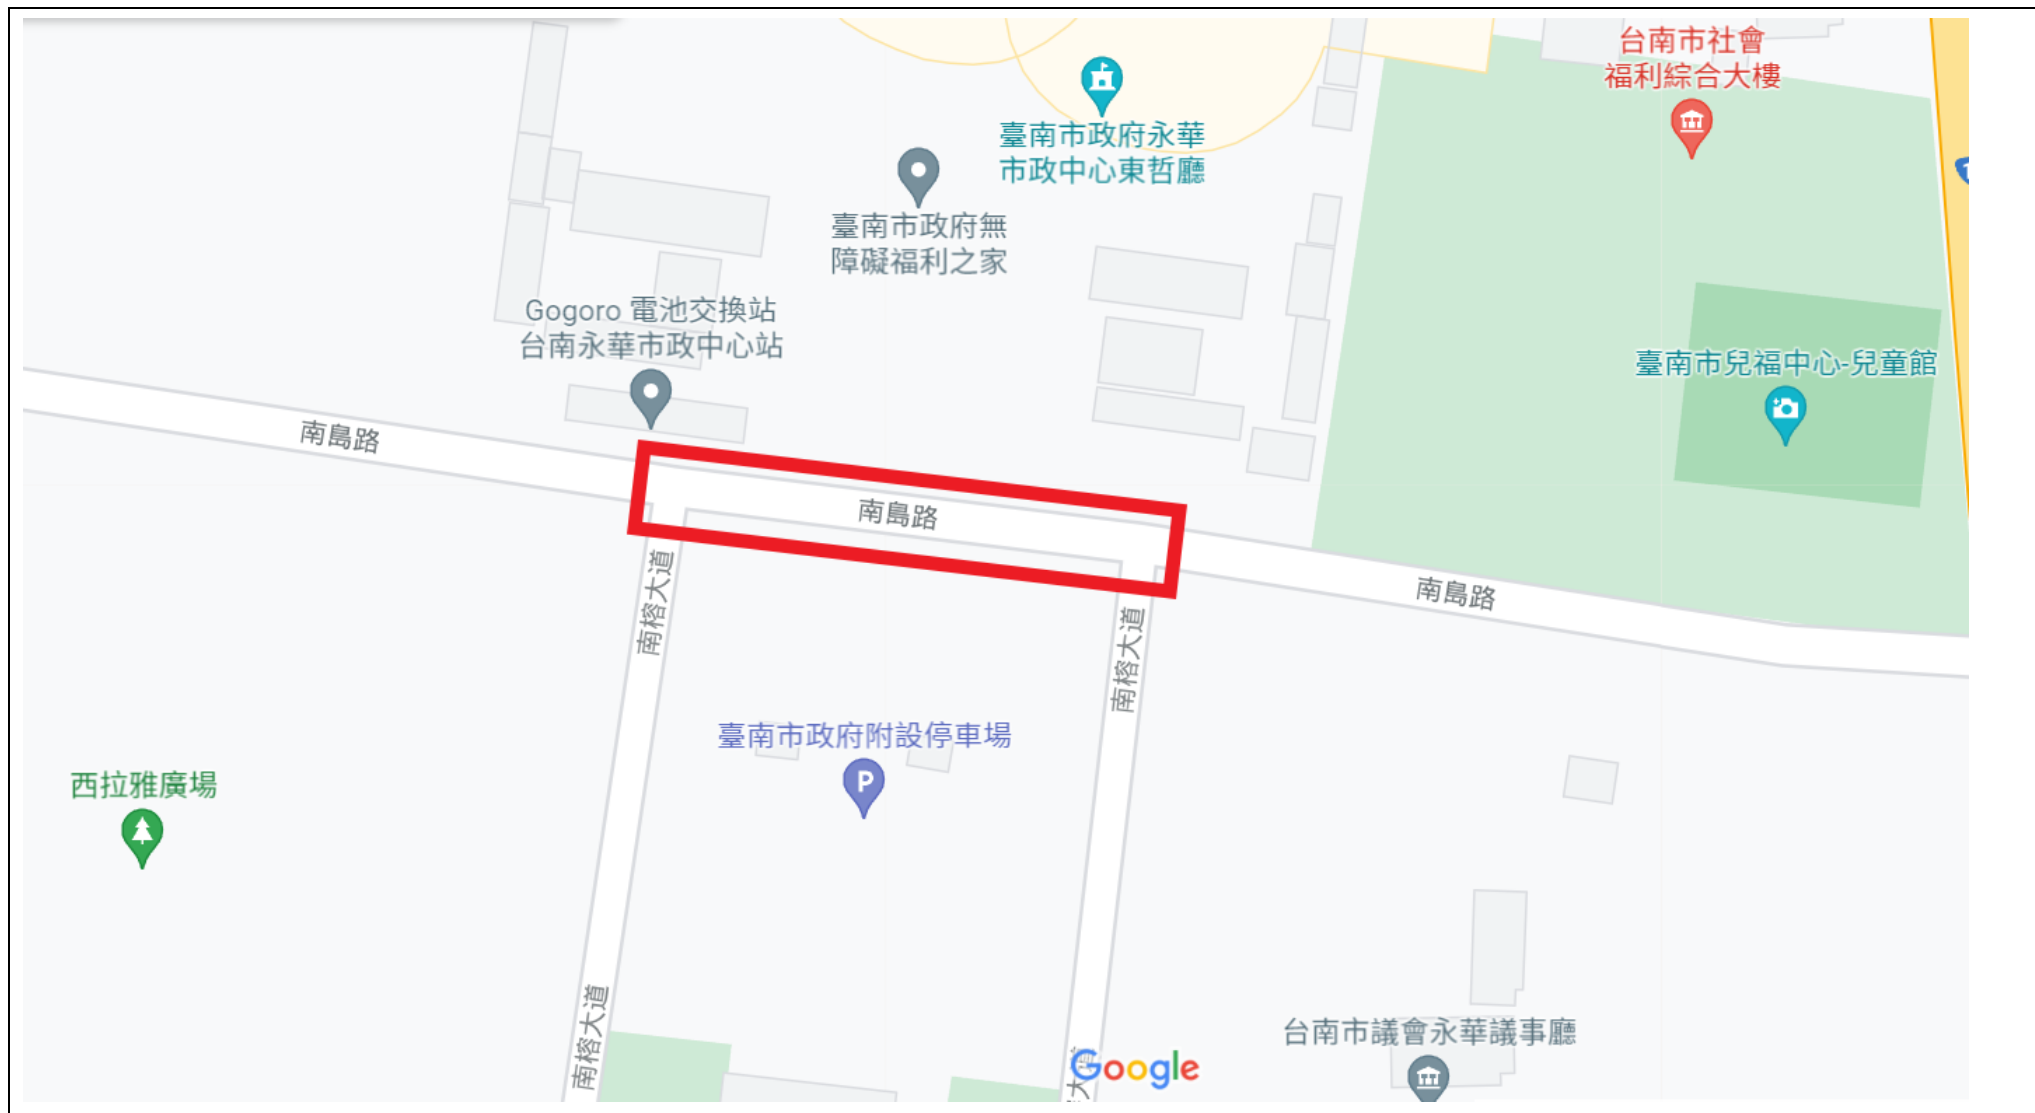 台南市社會
福利綜合大樓
臺南市政府永華
市政中心東哲廳
臺南市政府無
障礙福利之家
Gogoro 電池交換站
台南永華市政中心站
臺南市兒福中心-兒童館
南島路
南島路
南島路
南榕大道
南榕大道
臺南市政府附設停車場
P
西拉雅廣場
南榕大道
台南市議會永華議事廳
Google